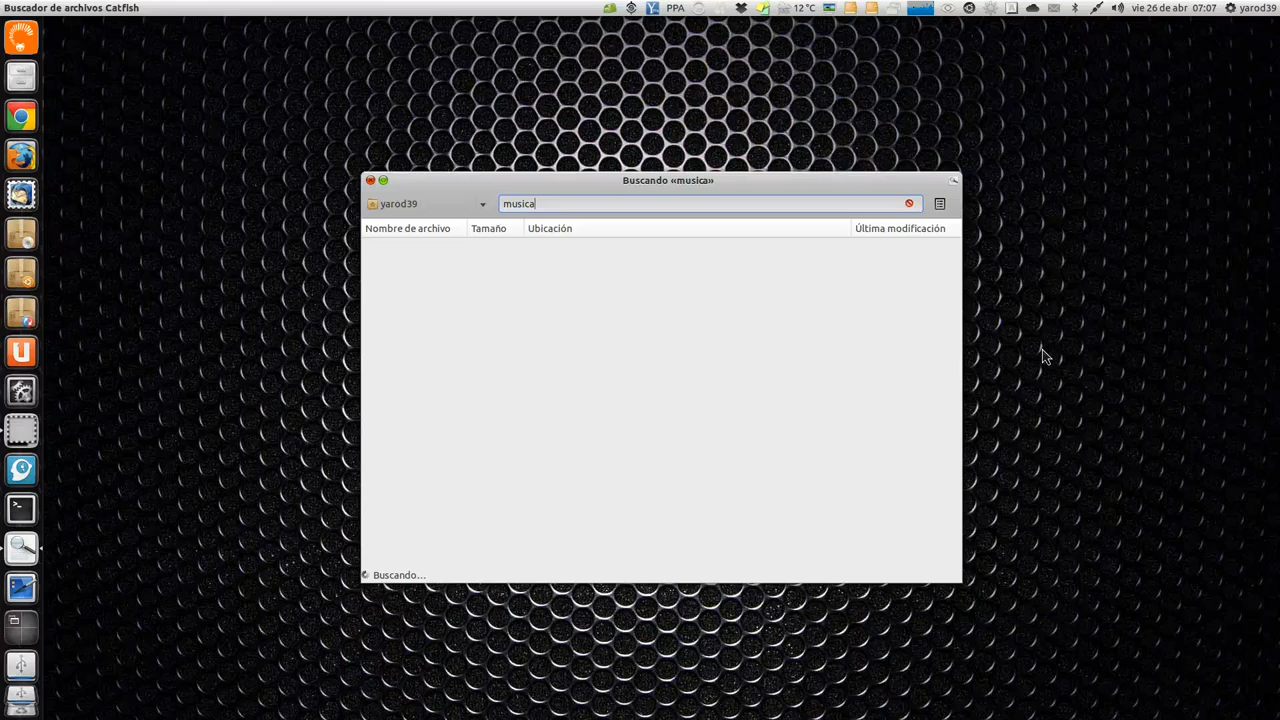 Buscador de archivos Catfish
PPA
12 °C
A
vie 26 de abr
07:07
yarod39
Buscando «musica»
yarod39
musica
Nombre de archivo
Tamaño
Ubicación
Última modificación
Buscando…